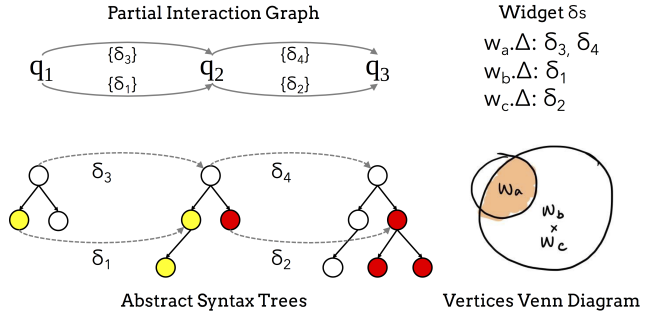 Partial Interaction Graph
Widget δs
q1 {δ3} q2 {δ4} q3
{δ1} {δ2}
wa.Δ: δ3, δ4
wb.Δ: δ1
wc.Δ: δ2
δ3 δ4
δ1 δ2
wa
wb
x
wc
Abstract Syntax Trees
Vertices Venn Diagram